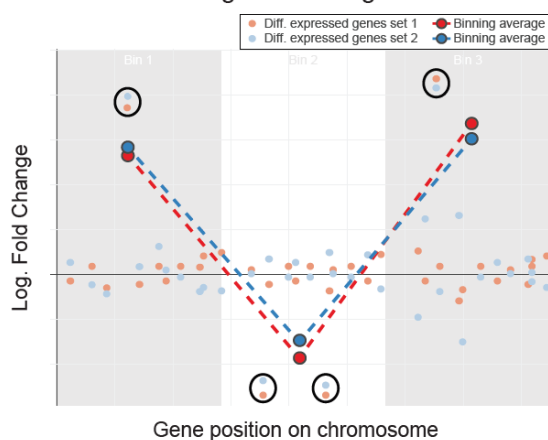 Diff. expressed genes set 1 Binning average
Diff. expressed genes set 2 Binning average
Bin 1 Bin 2 Bin 3
Log. Fold Change
Gene position on chromosome